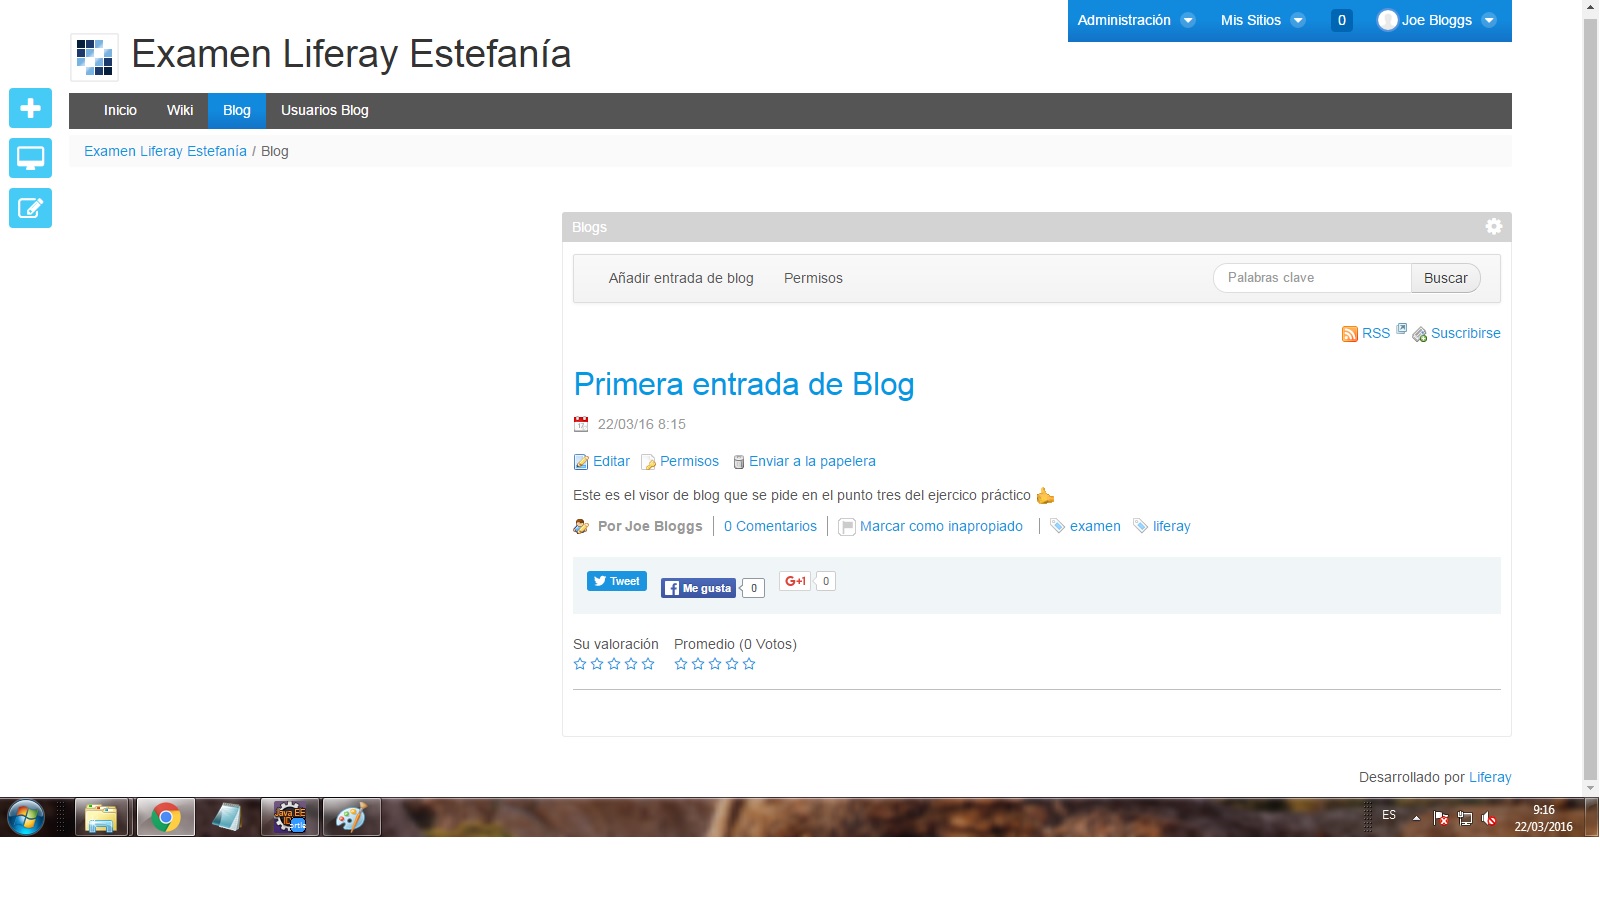 Administración Mis Sitios 0 Joe Bloggs
Examen Liferay Estefanía
Inicio Wiki Blog Usuarios Blog
Examen Liferay Estefanía / Blog
Blogs
Añadir entrada de blog Permisos Palabras clave Buscar
RSS Suscribirse
Primera entrada de Blog
22/03/16 8:15
Editar Permisos Enviar a la papelera
Este es el visor de blog que se pide en el punto tres del ejercico práctico
Por Joe Bloggs 0 Comentarios Marcar como inapropiado examen liferay
Tweet Me gusta 0 G+1 0
Su valoración Promedio (0 Votos)
Desarrollado por Liferay
Java EE
ES 9:16
22/03/2016